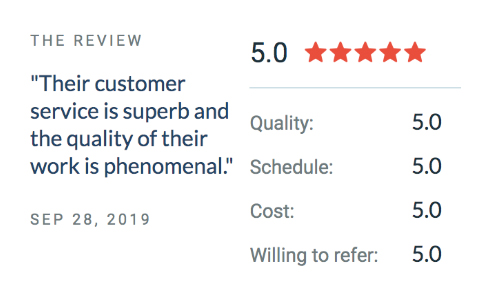 THE REVIEW
"Their customer
service is superb and
the quality of their
work is phenomenal."
SEP 28, 2019
5.0
Quality: 5.0
Schedule: 5.0
Cost: 5.0
Willing to refer: 5.0